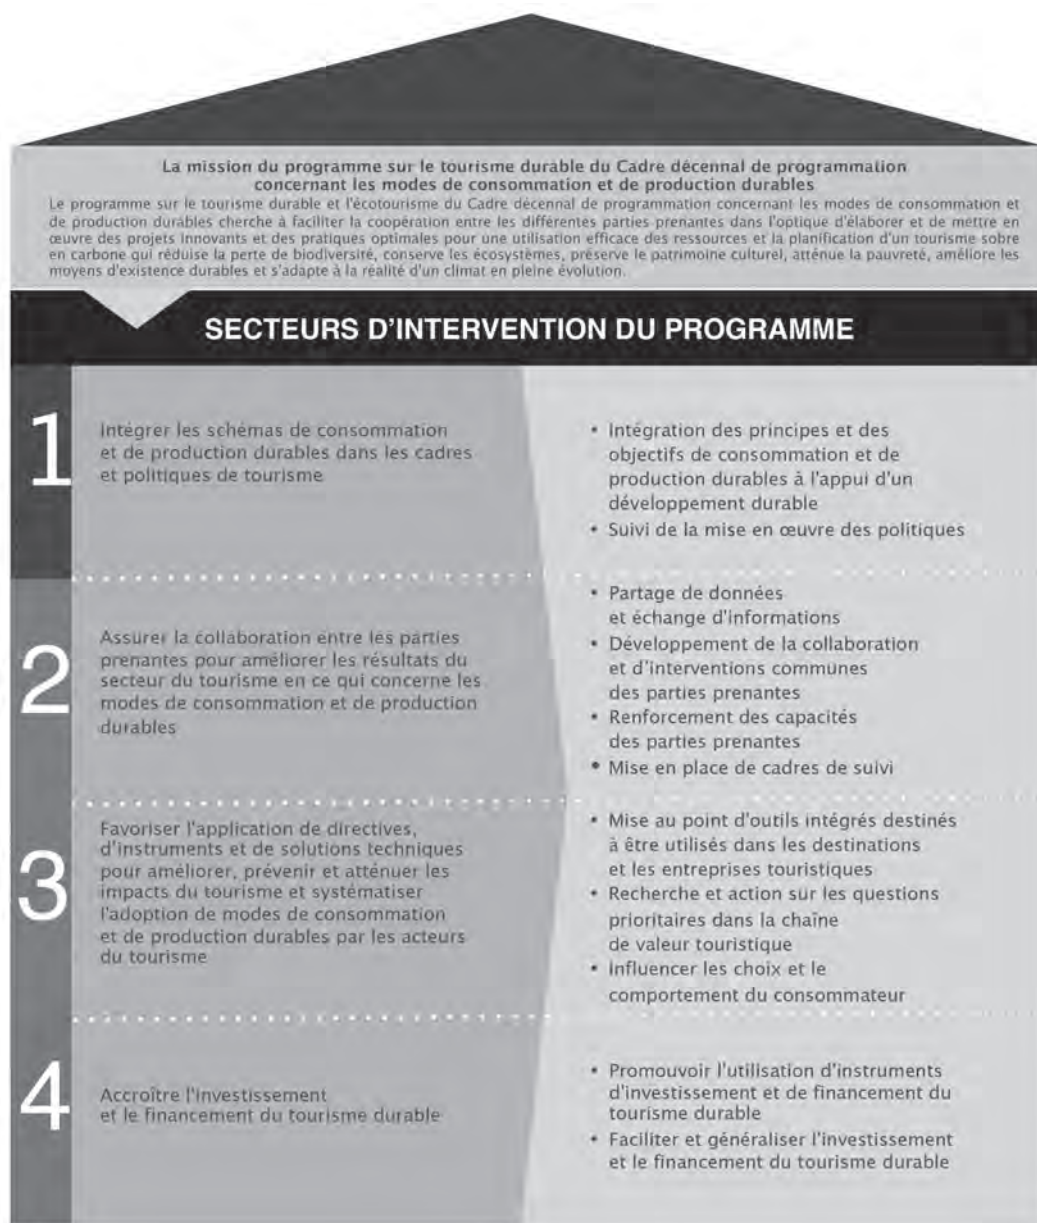 La mission du programme sur le tourisme durable du Cadre décennal de programmation
concernant les modes de consommation et de production durables
Le programme sur le tourisme durable et l'écotourisme du Cadre décennal de programmation concernant les modes de consommation et
de production durables cherche à faciliter la coopération entre les différentes parties prenantes dans l'optique d'élaborer et de mettre en
œuvre des projets innovants et des pratiques optimales pour une utilisation efficace des ressources et la planification d'un tourisme sobre
en carbone qui réduise la perte de biodiversité, conserve les écosystèmes, préserve le patrimoine culturel, atténue la pauvreté, améliore les
moyens d'existence durables et s'adapte à la réalité d'un climat en pleine évolution.
SECTEURS D'INTERVENTION DU PROGRAMME
1
Intégrer les schémas de consommation
et de production durables dans les cadres
et politiques de tourisme
• Intégration des principes et des
objectifs de consommation et de
production durables à l'appui d'un
développement durable
• Suivi de la mise en œuvre des politiques
2
Assurer la collaboration entre les parties
prenantes pour améliorer les résultats du
secteur du tourisme en ce qui concerne les
modes de consommation et de production
durables
• Partage de données
et échange d'informations
• Développement de la collaboration
et d'interventions communes
des parties prenantes
• Renforcement des capacités
des parties prenantes
• Mise en place de cadres de suivi
3
Favoriser l'application de directives,
d'instruments et de solutions techniques
pour améliorer, prévenir et atténuer les
impacts du tourisme et systématiser
l'adoption de modes de consommation
et de production durables par les acteurs
du tourisme
• Mise au point d'outils intégrés destinés
à être utilisés dans les destinations
et les entreprises touristiques
• Recherche et action sur les questions
prioritaires dans la chaîne
de valeur touristique
• Influencer les choix et le
comportement du consommateur
4
Accroître l'investissement
et le financement du tourisme durable
• Promouvoir l'utilisation d'instruments
d'investissement et de financement du
tourisme durable
• Faciliter et généraliser l'investissement
et le financement du tourisme durable